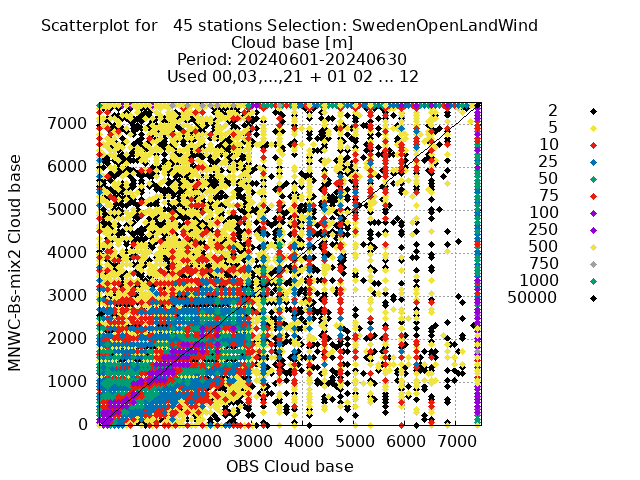 Scatterplot for   45 stations Selection: SwedenOpenLandWind
Cloud base [m]
Period: 20240601-20240630
Used 00,03,...,21 + 01 02 ... 12
MNWC-Bs-mix2 Cloud base
7000
6000
5000
4000
3000
2000
1000
0
1000 2000 3000 4000 5000 6000 7000
OBS Cloud base
2
5
10
25
50
75
100
250
500
750
1000
50000